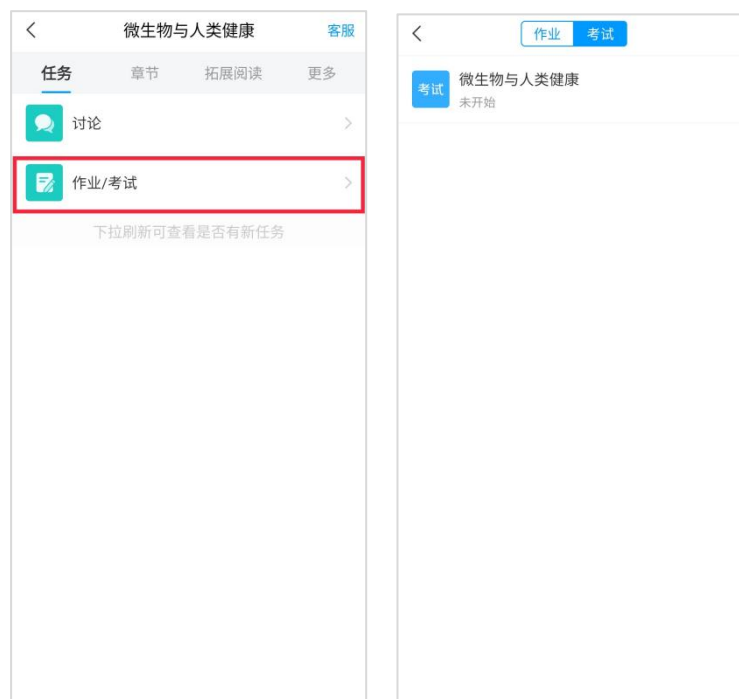 微生物与人类健康 客服
任务 章节 拓展阅读 更多
讨论
作业/考试
下拉刷新可查看是否有新任务
作业 考试
考试 微生物与人类健康
未开始